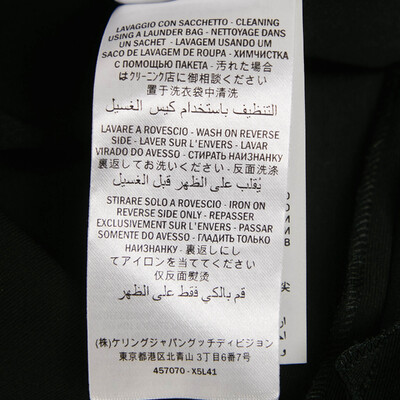 LAVAGGIO CON SACCHETTO - CLEANING
USING A LAUNDER BAG - NETTOYAGE DANS
UN SACHET - LAVAGEM USANDO UM
SACO DE LAVAGEM DE ROUPA - ХИМЧИСТКА
С ПОМОЩЬЮ ПАКЕТА - 汚れた場合
はクリーニング店に御相談ください
置于洗衣袋中清洗
التنظيف باستخدام كيس الغسيل
LAVARE A ROVESCIO - WASH ON REVERSE
SIDE - LAVER SUR L'ENVERS - LAVAR
VIRADO DO AVESSO - СТИРАТЬ НАИЗНАНКУ
裏返してお洗いください - 反面洗涤
يُقلب على الظهر قبل الغسيل
STIRARE SOLO A ROVESCIO - IRON ON
REVERSE SIDE ONLY - REPASSER
EXCLUSIVEMENT SUR L'ENVERS - PASSAR
SOMENTE DO AVESSO - ГЛАДИТЬ ТОЛЬКО
НАИЗНАНКУ - 裏返しにし
てアイロンを当ててください
仅反面熨烫
قم بالكي فقط على الظهر
(株)ケリングジャパングッチディビジョン
東京都港区北青山 3丁目6番7号
457070 - X5L41